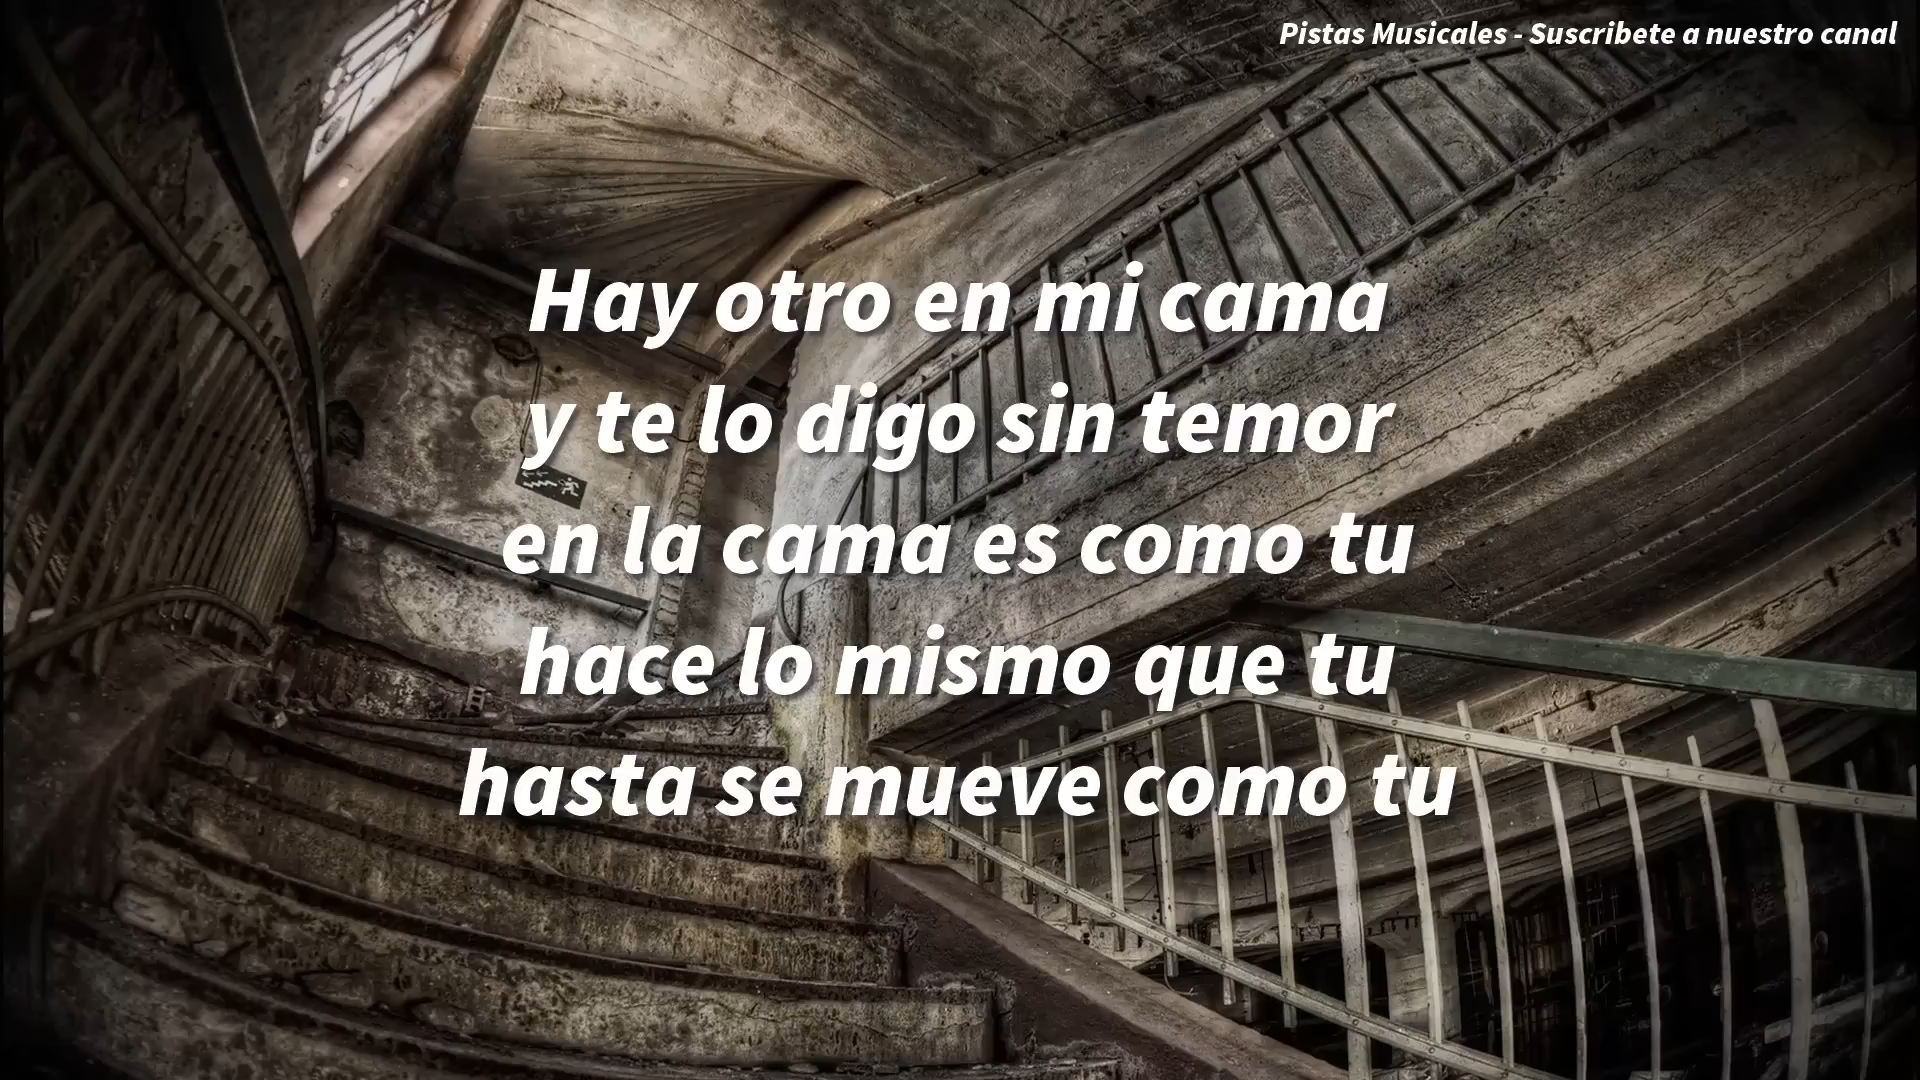 Pistas Musicales - Suscribete a nuestro canal
Hay otro en mi cama
y te lo digo sin temor
en la cama es como tu
hace lo mismo que tu
hasta se mueve como tu